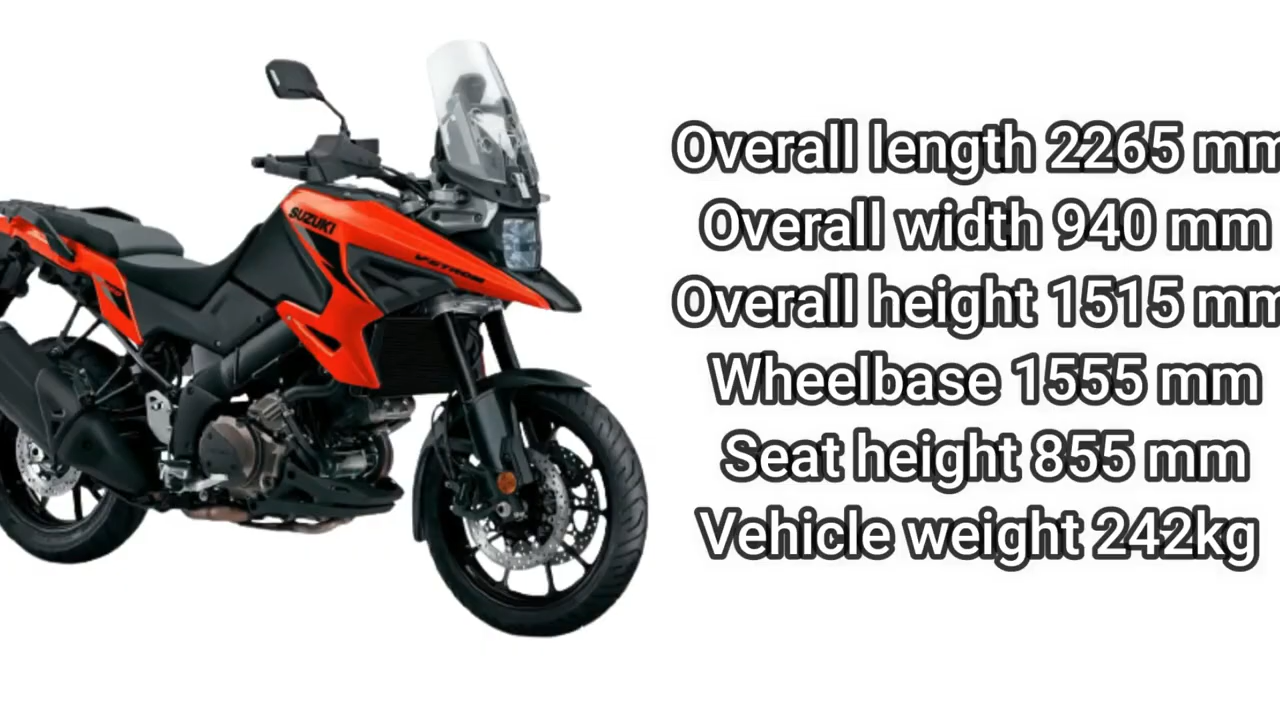 SUZUKI
V-STROM
Overall length 2265 mm
Overall width 940 mm
Overall height 1515 mm
Wheelbase 1555 mm
Seat height 855 mm
Vehicle weight 242kg